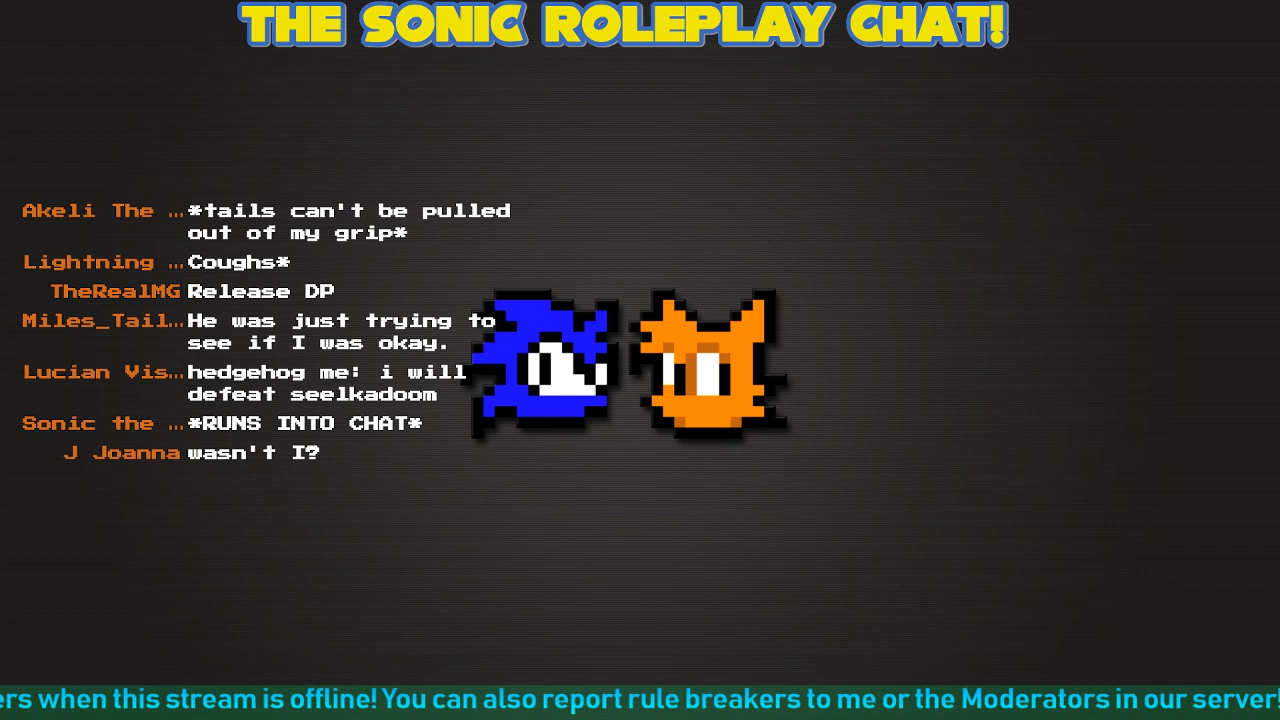 THE SONIC ROLEPLAY CHAT!
Akeli The ...*tails can't be pulled
out of my grip*
Lightning ...Coughs*
TheRealMG Release DP
Miles_Tail...He was just trying to
see if I was okay.
Lucian Vis...hedgehog me: i will
defeat seelkadoom
Sonic the ...*RUNS INTO CHAT*
J Joanna wasn't I?
ers when this stream is offline! You can also report rule breakers to me or the Moderators in our server!